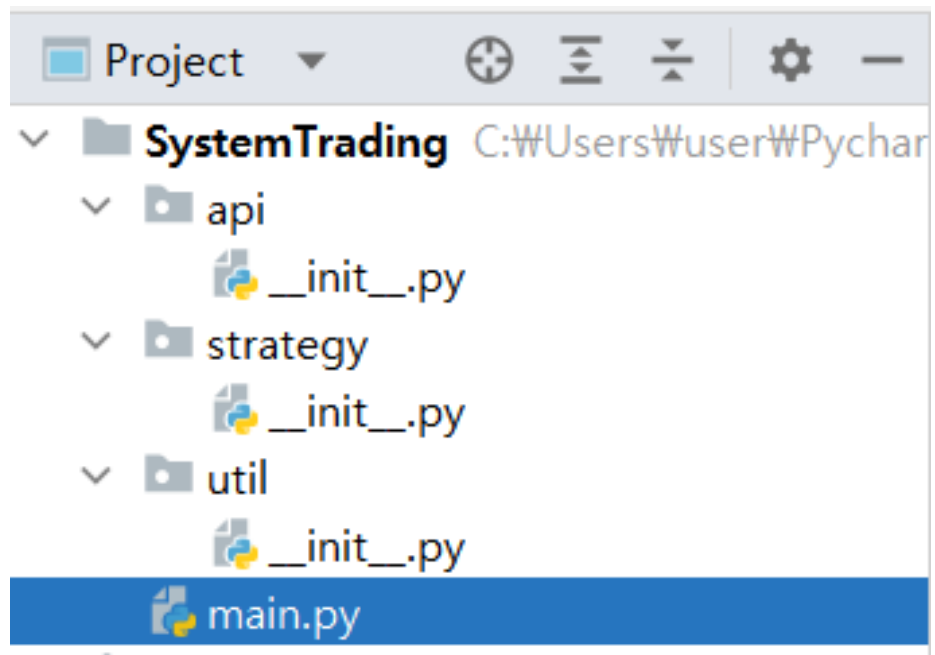 Project
SystemTrading C:₩Users₩user₩Pychar
api
__init__.py
strategy
__init__.py
util
__init__.py
main.py